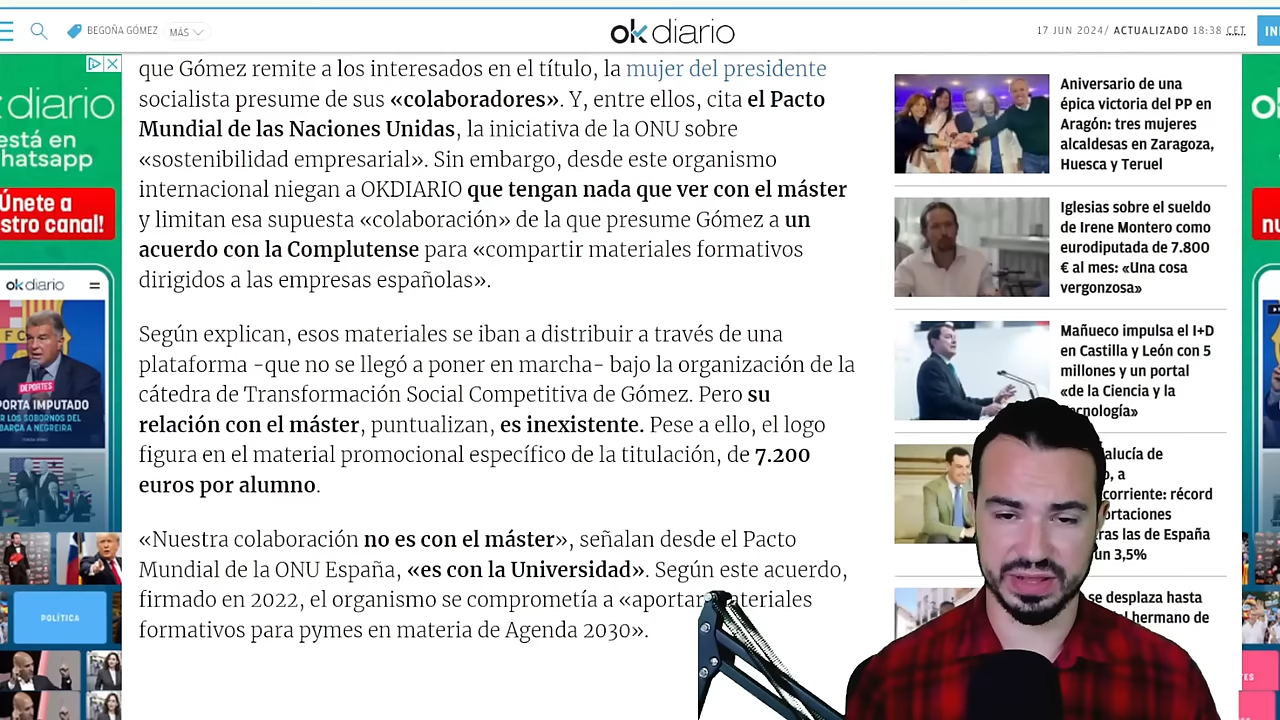 BEGOÑA GÓMEZ
MÁS
okdiario
17 JUN 2024/ ACTUALIZADO 18:38 CET
IN
diario
está en
hatsapp
Únete a
stro canal!
okdiario
DEPORTES
PORTA IMPUTADO
R LOS SOBORNOS DEL
BARÇA A NEGREIRA
POLÍTICA
que Gómez remite a los interesados en el título, la mujer del presidente
socialista presume de sus «colaboradores». Y, entre ellos, cita el Pacto
Mundial de las Naciones Unidas, la iniciativa de la ONU sobre
«sostenibilidad empresarial». Sin embargo, desde este organismo
internacional niegan a OKDIARIO que tengan nada que ver con el máster
y limitan esa supuesta «colaboración» de la que presume Gómez a un
acuerdo con la Complutense para «compartir materiales formativos
dirigidos a las empresas españolas».
Según explican, esos materiales se iban a distribuir a través de una
plataforma -que no se llegó a poner en marcha- bajo la organización de la
cátedra de Transformación Social Competitiva de Gómez. Pero su
relación con el máster, puntualizan, es inexistente. Pese a ello, el logo
figura en el material promocional específico de la titulación, de 7.200
euros por alumno.
«Nuestra colaboración no es con el máster», señalan desde el Pacto
Mundial de la ONU España, «es con la Universidad». Según este acuerdo,
firmado en 2022, el organismo se comprometía a «aportar materiales
formativos para pymes en materia de Agenda 2030».
Aniversario de una
épica victoria del PP en
Aragón: tres mujeres
alcaldesas en Zaragoza,
Huesca y Teruel
Iglesias sobre el sueldo
de Irene Montero como
eurodiputada de 7.800
€ al mes: «Una cosa
vergonzosa»
Mañueco impulsa el I+D
en Castilla y León con 5
millones y un portal
«de la Ciencia y la
ecnología»
alucía de
o, a
corriente: récord
portaciones
tras las de España
un 3,5%
se desplaza hasta
l hermano de
nu
TES